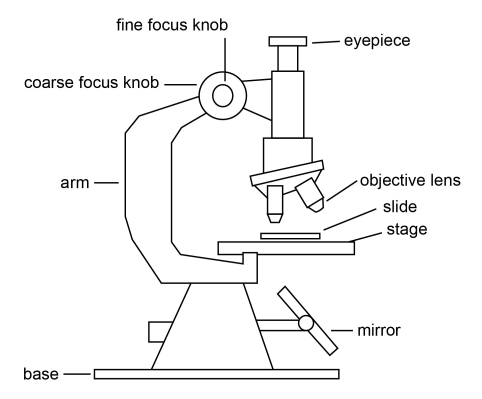 fine focus knob
eyepiece
coarse focus knob
arm
objective lens
slide
stage
mirror
base